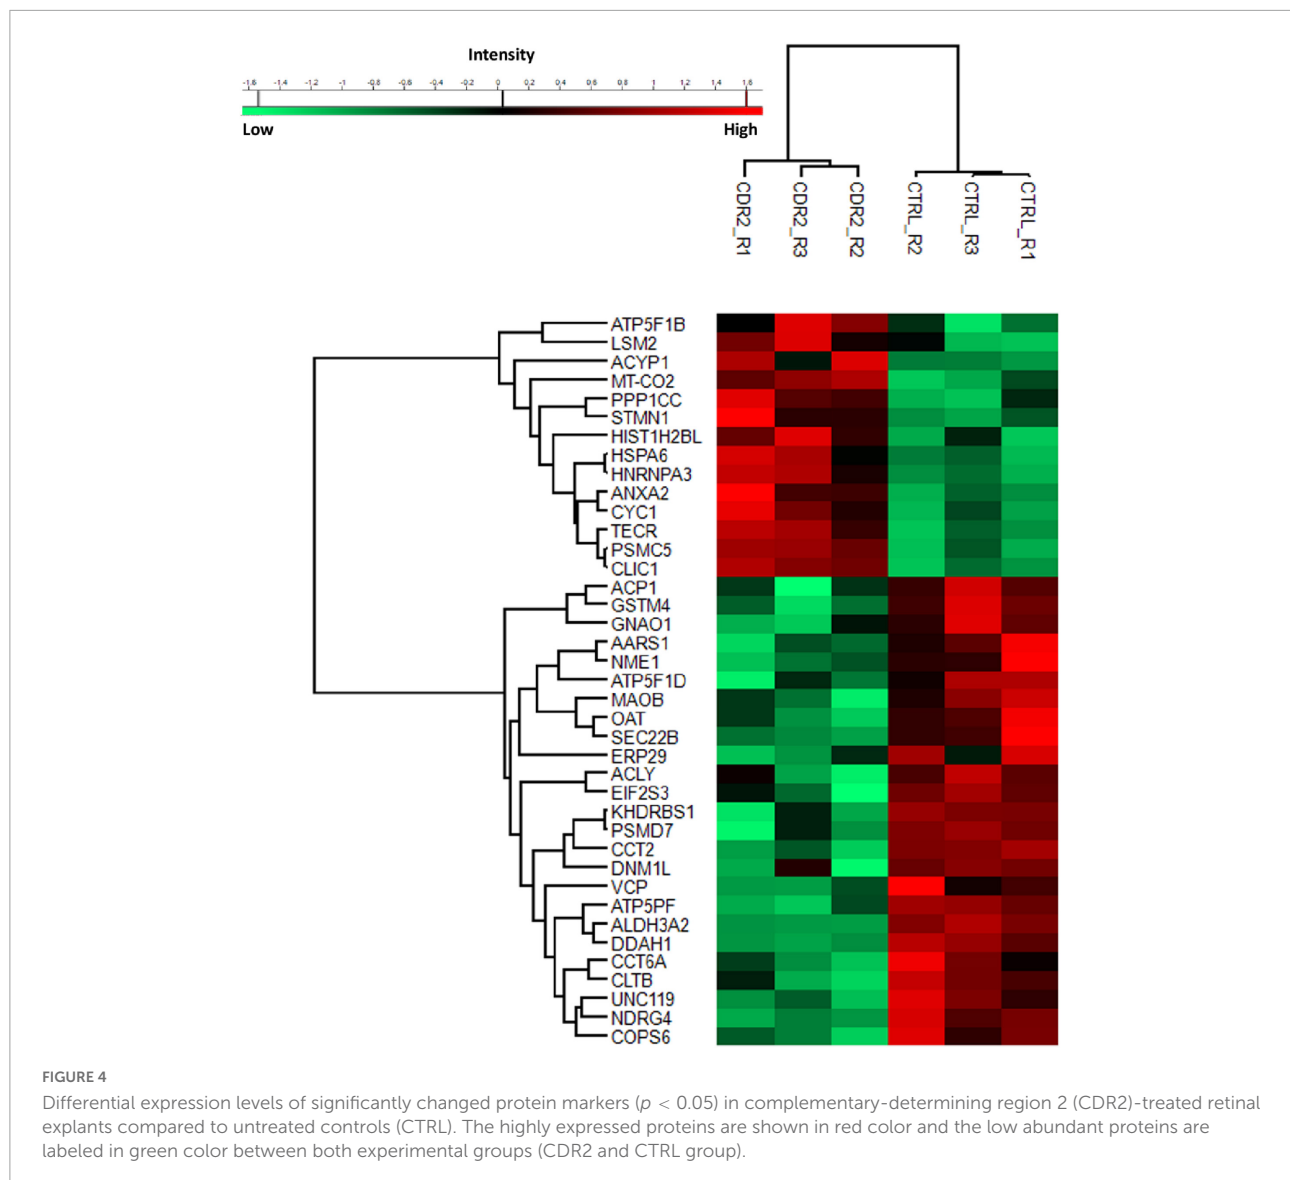 Intensity
-1.6 -1.4 -1.2 -1 -0.8 -0.6 -0.4 -0.2 0 0.2 0.4 0.6 0.8 1 1.2 1.4 1.6
Low High
CDR2_R1
CDR2_R3
CDR2_R2
CTRL_R2
CTRL_R3
CTRL_R1
ATP5F1B
LSM2
ACYP1
MT-CO2
PPP1CC
STMN1
HIST1H2BL
HSPA6
HNRNPA3
ANXA2
CYC1
TECR
PSMC5
CLIC1
ACP1
GSTM4
GNAO1
AARS1
NME1
ATP5F1D
MAOB
OAT
SEC22B
ERP29
ACLY
EIF2S3
KHDRBS1
PSMD7
CCT2
DNM1L
VCP
ATP5PF
ALDH3A2
DDAH1
CCT6A
CLTB
UNC119
NDRG4
COPS6
FIGURE 4
Differential expression levels of significantly changed protein markers (p < 0.05) in complementary-determining region 2 (CDR2)-treated retinal
explants compared to untreated controls (CTRL). The highly expressed proteins are shown in red color and the low abundant proteins are
labeled in green color between both experimental groups (CDR2 and CTRL group).